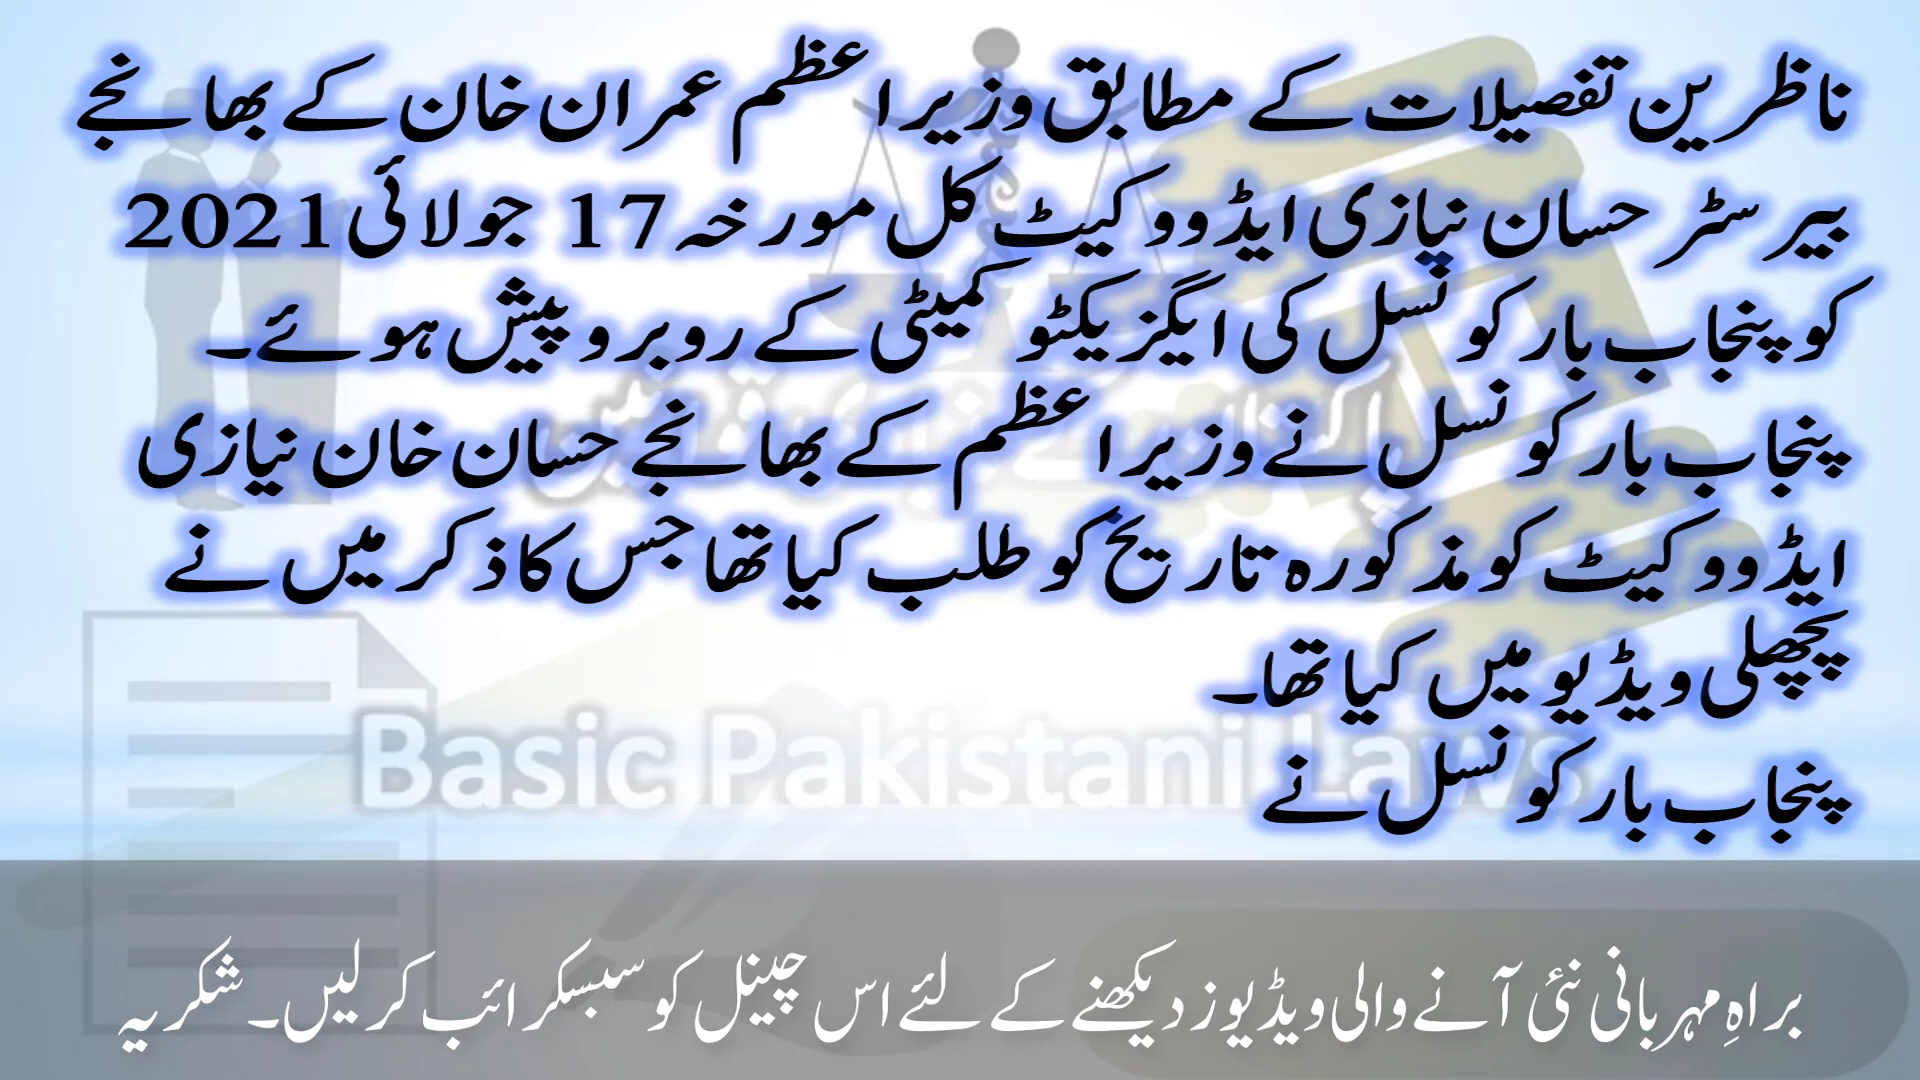 ناظرین تفصیلات کے مطابق وزیر اعظم عمران خان کے بھانجے
بیرسٹر حسان نیازی ایڈووکیٹ کل مورخہ 17 جولائی 2021
کو پنجاب بار کونسل کی ایگزیکٹو کمیٹی کے روبرو پیش ہوئے۔
پنجاب بار کونسل نے وزیر اعظم کے بھانجے حسان خان نیازی
ایڈووکیٹ کو مذکورہ تاریخ کو طلب کیا تھا جس کا ذکر میں نے
پچھلی ویڈیو میں کیا تھا۔
Basic Pakistani Laws
پنجاب بار کونسل نے
براہِ مہربانی نئی آنے والی ویڈیوز دیکھنے کے لئے اس چینل کو سبسکرائب کر لیں۔ شکریہ